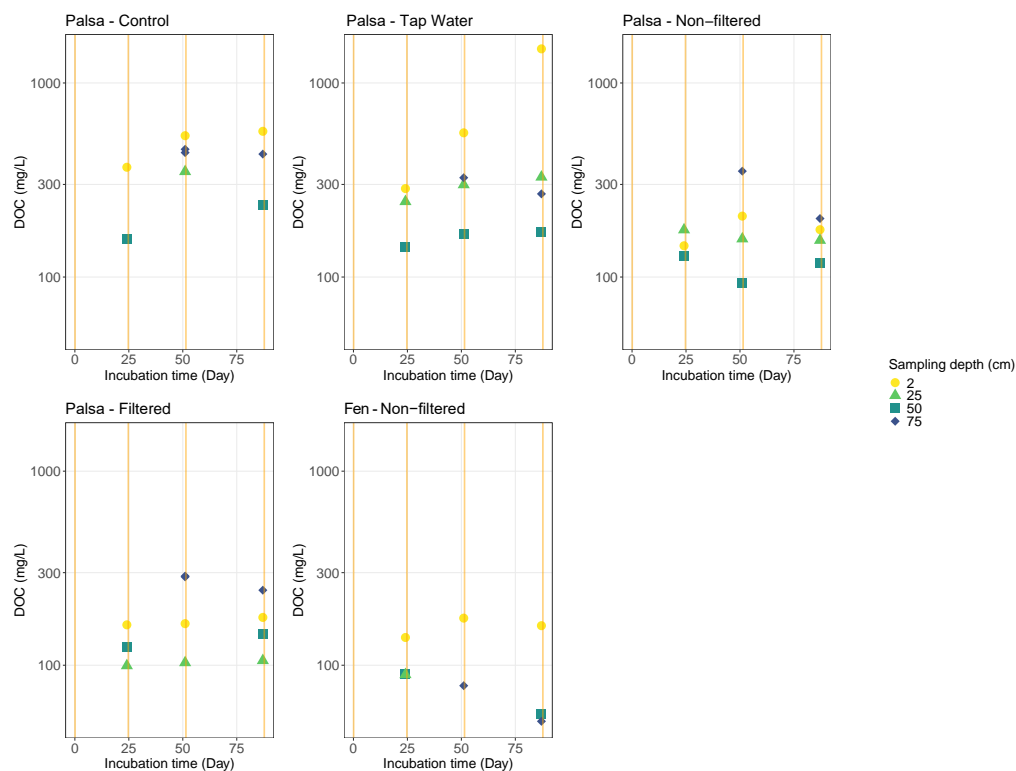 Palsa - Control
Palsa - Tap Water
Palsa - Non-filtered
1000
300
100
DOC (mg/L)
0 25 50 75
Incubation time (Day)
1000
300
100
DOC (mg/L)
0 25 50 75
Incubation time (Day)
1000
300
100
DOC (mg/L)
0 25 50 75
Incubation time (Day)
Sampling depth (cm)
2
25
50
75
Palsa - Filtered
Fen - Non-filtered
1000
300
100
DOC (mg/L)
0 25 50 75
Incubation time (Day)
1000
300
100
DOC (mg/L)
0 25 50 75
Incubation time (Day)